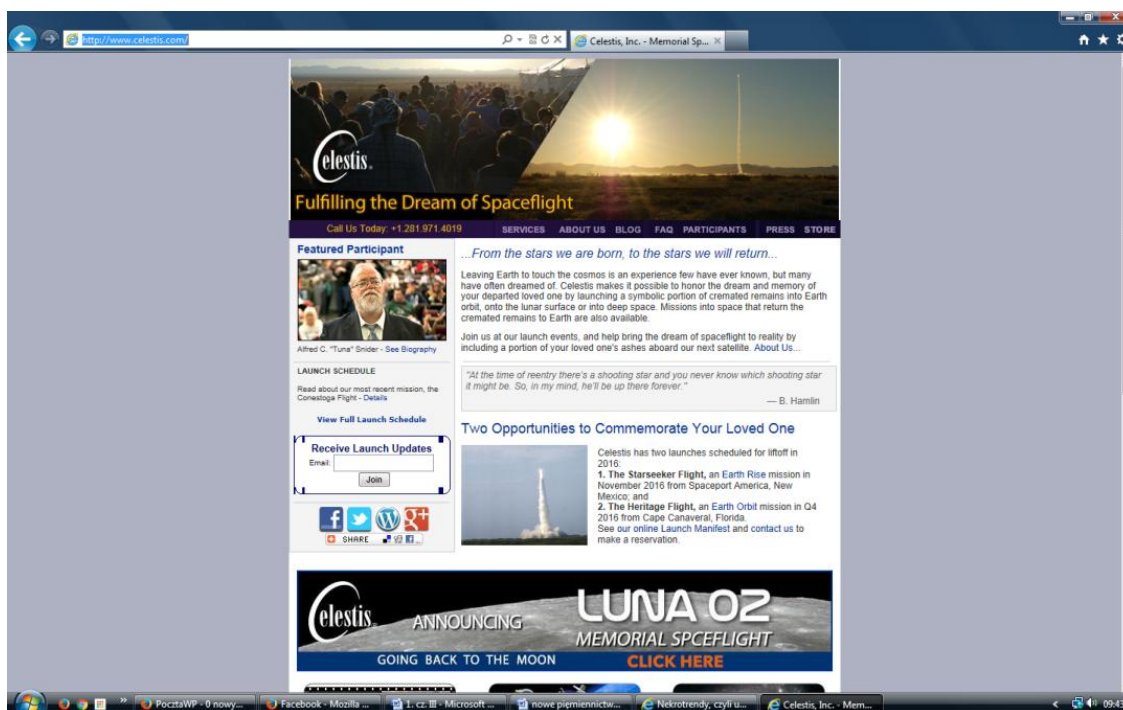 http://www.celestis.com/
Celestis, Inc. - Memorial Sp...
Celestis
Fulfilling the Dream of Spaceflight
Call Us Today: +1.281.971.4019 SERVICES ABOUT US BLOG FAQ PARTICIPANTS PRESS STORE
Featured Participant
Alfred C. "Tuna" Snider - See Biography
LAUNCH SCHEDULE
Read about our most recent mission, the
Conestoga Flight - Details
View Full Launch Schedule
Receive Launch Updates
Email:
Join
SHARE
...From the stars we are born, to the stars we will return...
Leaving Earth to touch the cosmos is an experience few have ever known, but many
have often dreamed of. Celestis makes it possible to honor the dream and memory of
your departed loved one by launching a symbolic portion of cremated remains into Earth
orbit, onto the lunar surface or into deep space. Missions into space that return the
cremated remains to Earth are also available.
Join us at our launch events, and help bring the dream of spaceflight to reality by
including a portion of your loved one's ashes aboard our next satellite. About Us...
"At the time of reentry there's a shooting star and you never know which shooting star
it might be. So, in my mind, he'll be up there forever."
— B. Hamlin
Two Opportunities to Commemorate Your Loved One
Celestis has two launches scheduled for liftoff in
2016:
1. The Starseeker Flight, an Earth Rise mission in
November 2016 from Spaceport America, New
Mexico; and
2. The Heritage Flight, an Earth Orbit mission in Q4
2016 from Cape Canaveral, Florida.
See our online Launch Manifest and contact us to
make a reservation.
Celestis ANNOUNCING LUNA 02
MEMORIAL SPCEFLIGHT
GOING BACK TO THE MOON CLICK HERE
PocztaWP - 0 nowy...
Facebook - Mozilla ...
1. cz. III - Microsoft ...
nowe pięmiennictw...
Nekrotrendy, czyli u...
Celestis, Inc. - Mem...
09:43